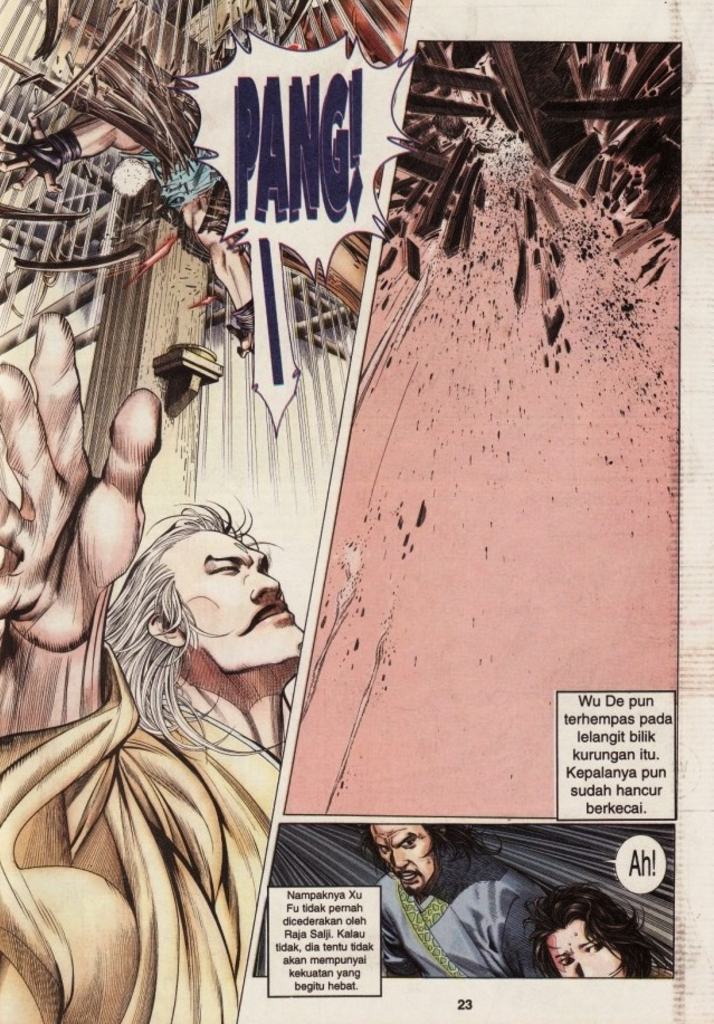 PANG!
Wu De pun
terhempas pada
lelangit bilik
kurungan itu.
Kepalanya pun
sudah hancur
berkecai.
Ah!
Nampaknya Xu
Fu tidak pernah
dicederakan oleh
Raja Salji. Kalau
tidak, dia tentu tidak
akan mempunyai
kekuatan yang
begitu hebat.
23